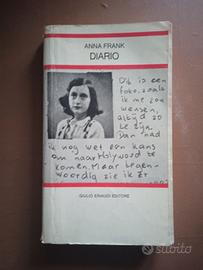 ANNA FRANK
DIARIO
Dit is een
foto, zoals
ik me zou
wensen,
altijd zo
te zijn.
Dan had
ik nog wel een kans
om naar Holywood te
komen. Maar tegen-
woordig zie ik er
GIULIO EINAUDI EDITORE
subito